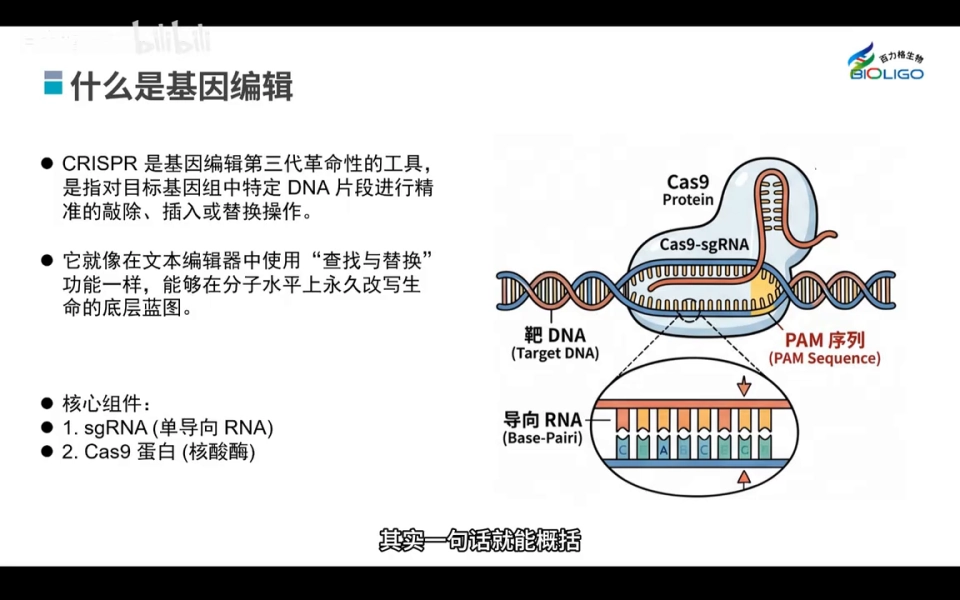 bilibili
百力格生物
BIOLIGO
什么是基因编辑
● CRISPR 是基因编辑第三代革命性的工具，
是指对目标基因组中特定 DNA 片段进行精
准的敲除、插入或替换操作。
● 它就像在文本编辑器中使用“查找与替换”
功能一样，能够在分子水平上永久改写生
命的底层蓝图。
● 核心组件：
● 1. sgRNA (单导向 RNA)
● 2. Cas9 蛋白 (核酸酶)
Cas9
Protein
Cas9-sgRNA
靶 DNA
(Target DNA)
PAM 序列
(PAM Sequence)
导向 RNA
(Base-Pairi)
其实一句话就能概括